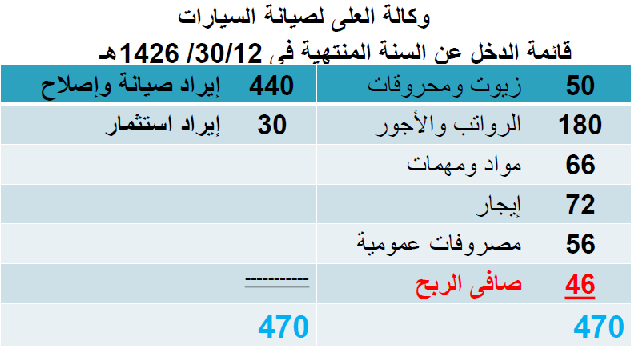 وكالة العلى لصيانة السيارات
قائمة الدخل عن السنة المنتهية فى 30/12/ 1426هـ
50 زيوت ومحروقات 440 إيراد صيانة وإصلاح
180 الرواتب والأجور 30 إيراد استثمار
66 مواد ومهمات
72 إيجار
56 مصروفات عمومية
46 صافى الربح -----------
470 470